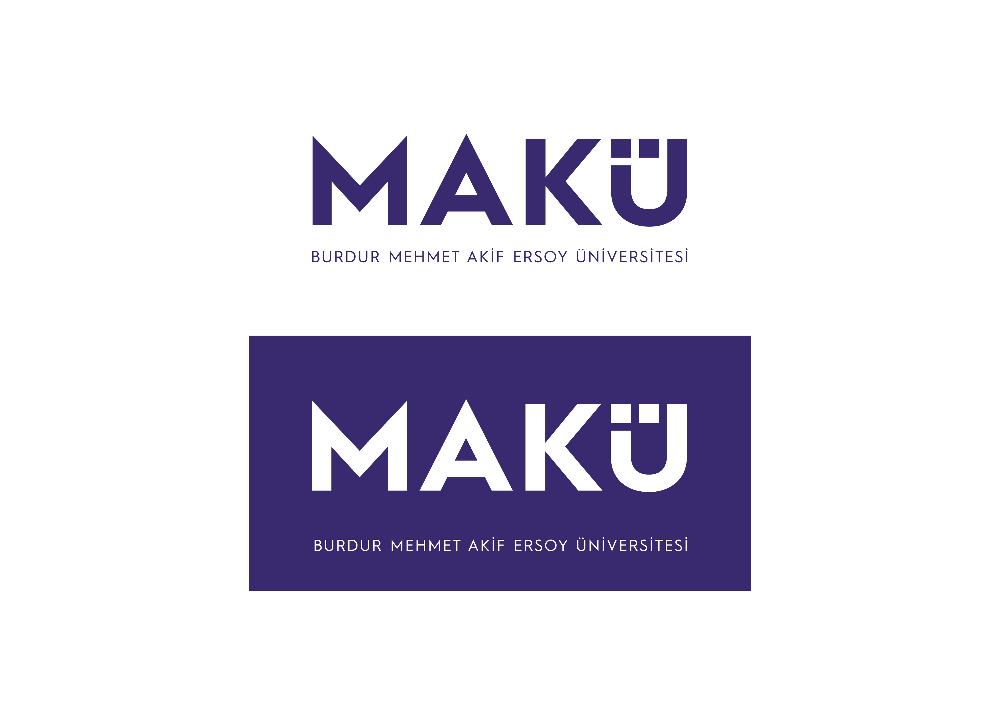 MAKÜ
BURDUR MEHMET AKİF ERSOY ÜNİVERSİTESİ
MAKÜ
BURDUR MEHMET AKİF ERSOY ÜNİVERSİTESİ